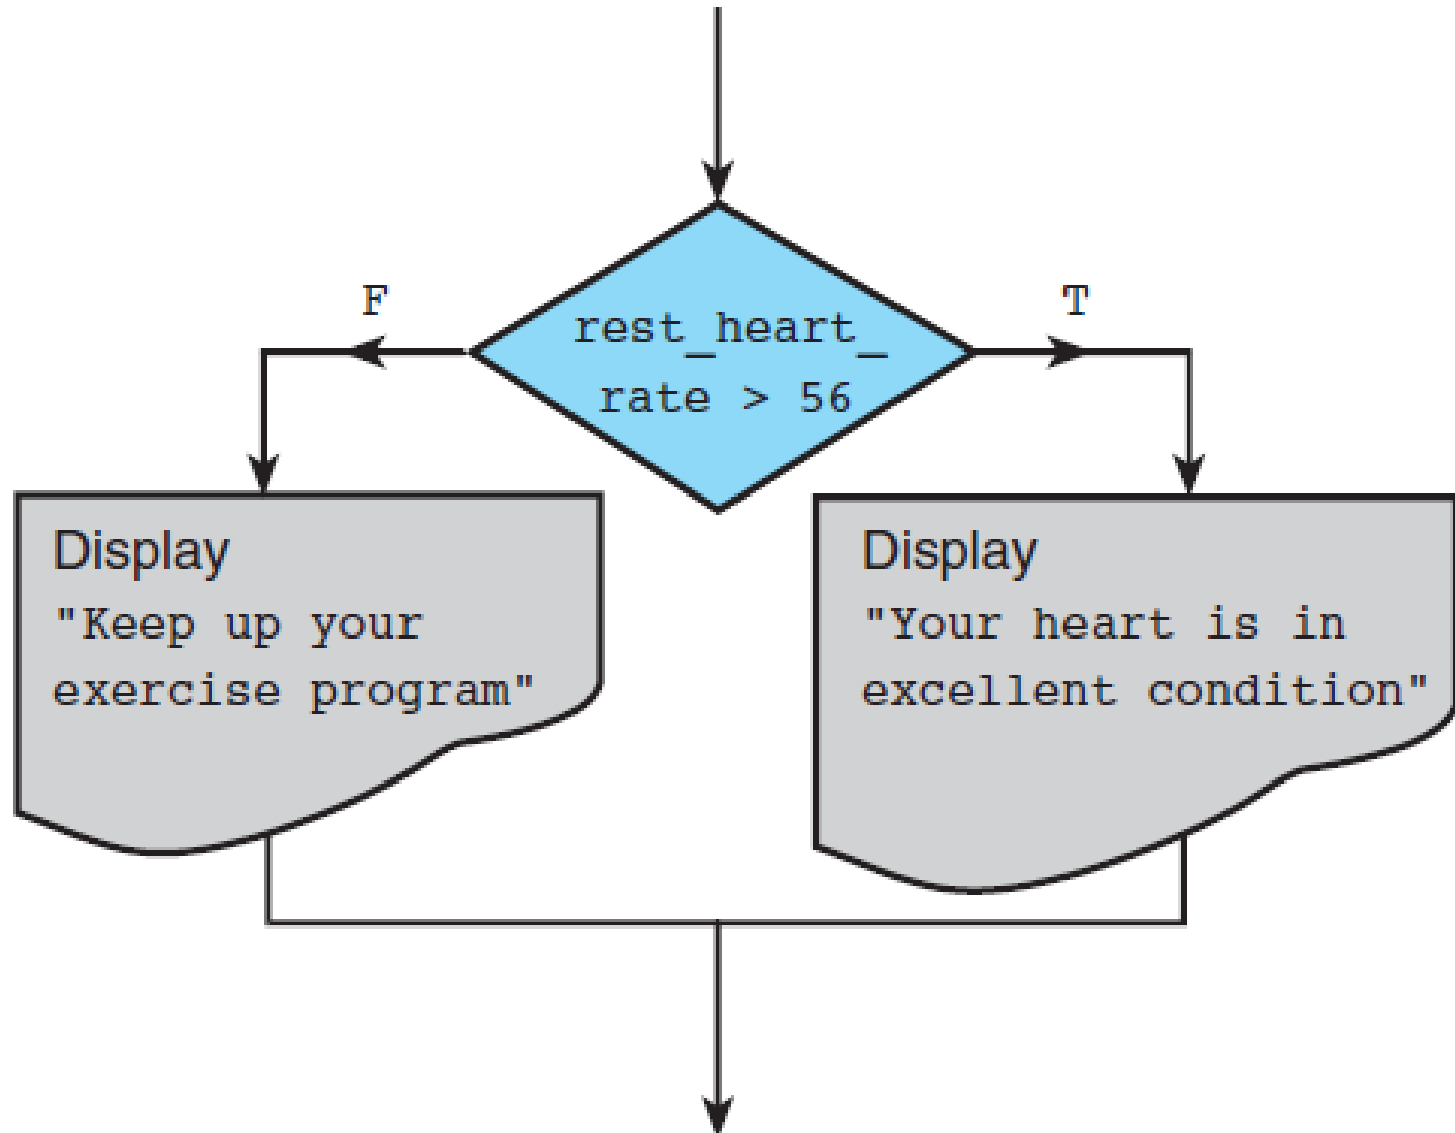 F
T
rest_heart_
rate > 56
Display
"Keep up your
exercise program"
Display
"Your heart is in
excellent condition"